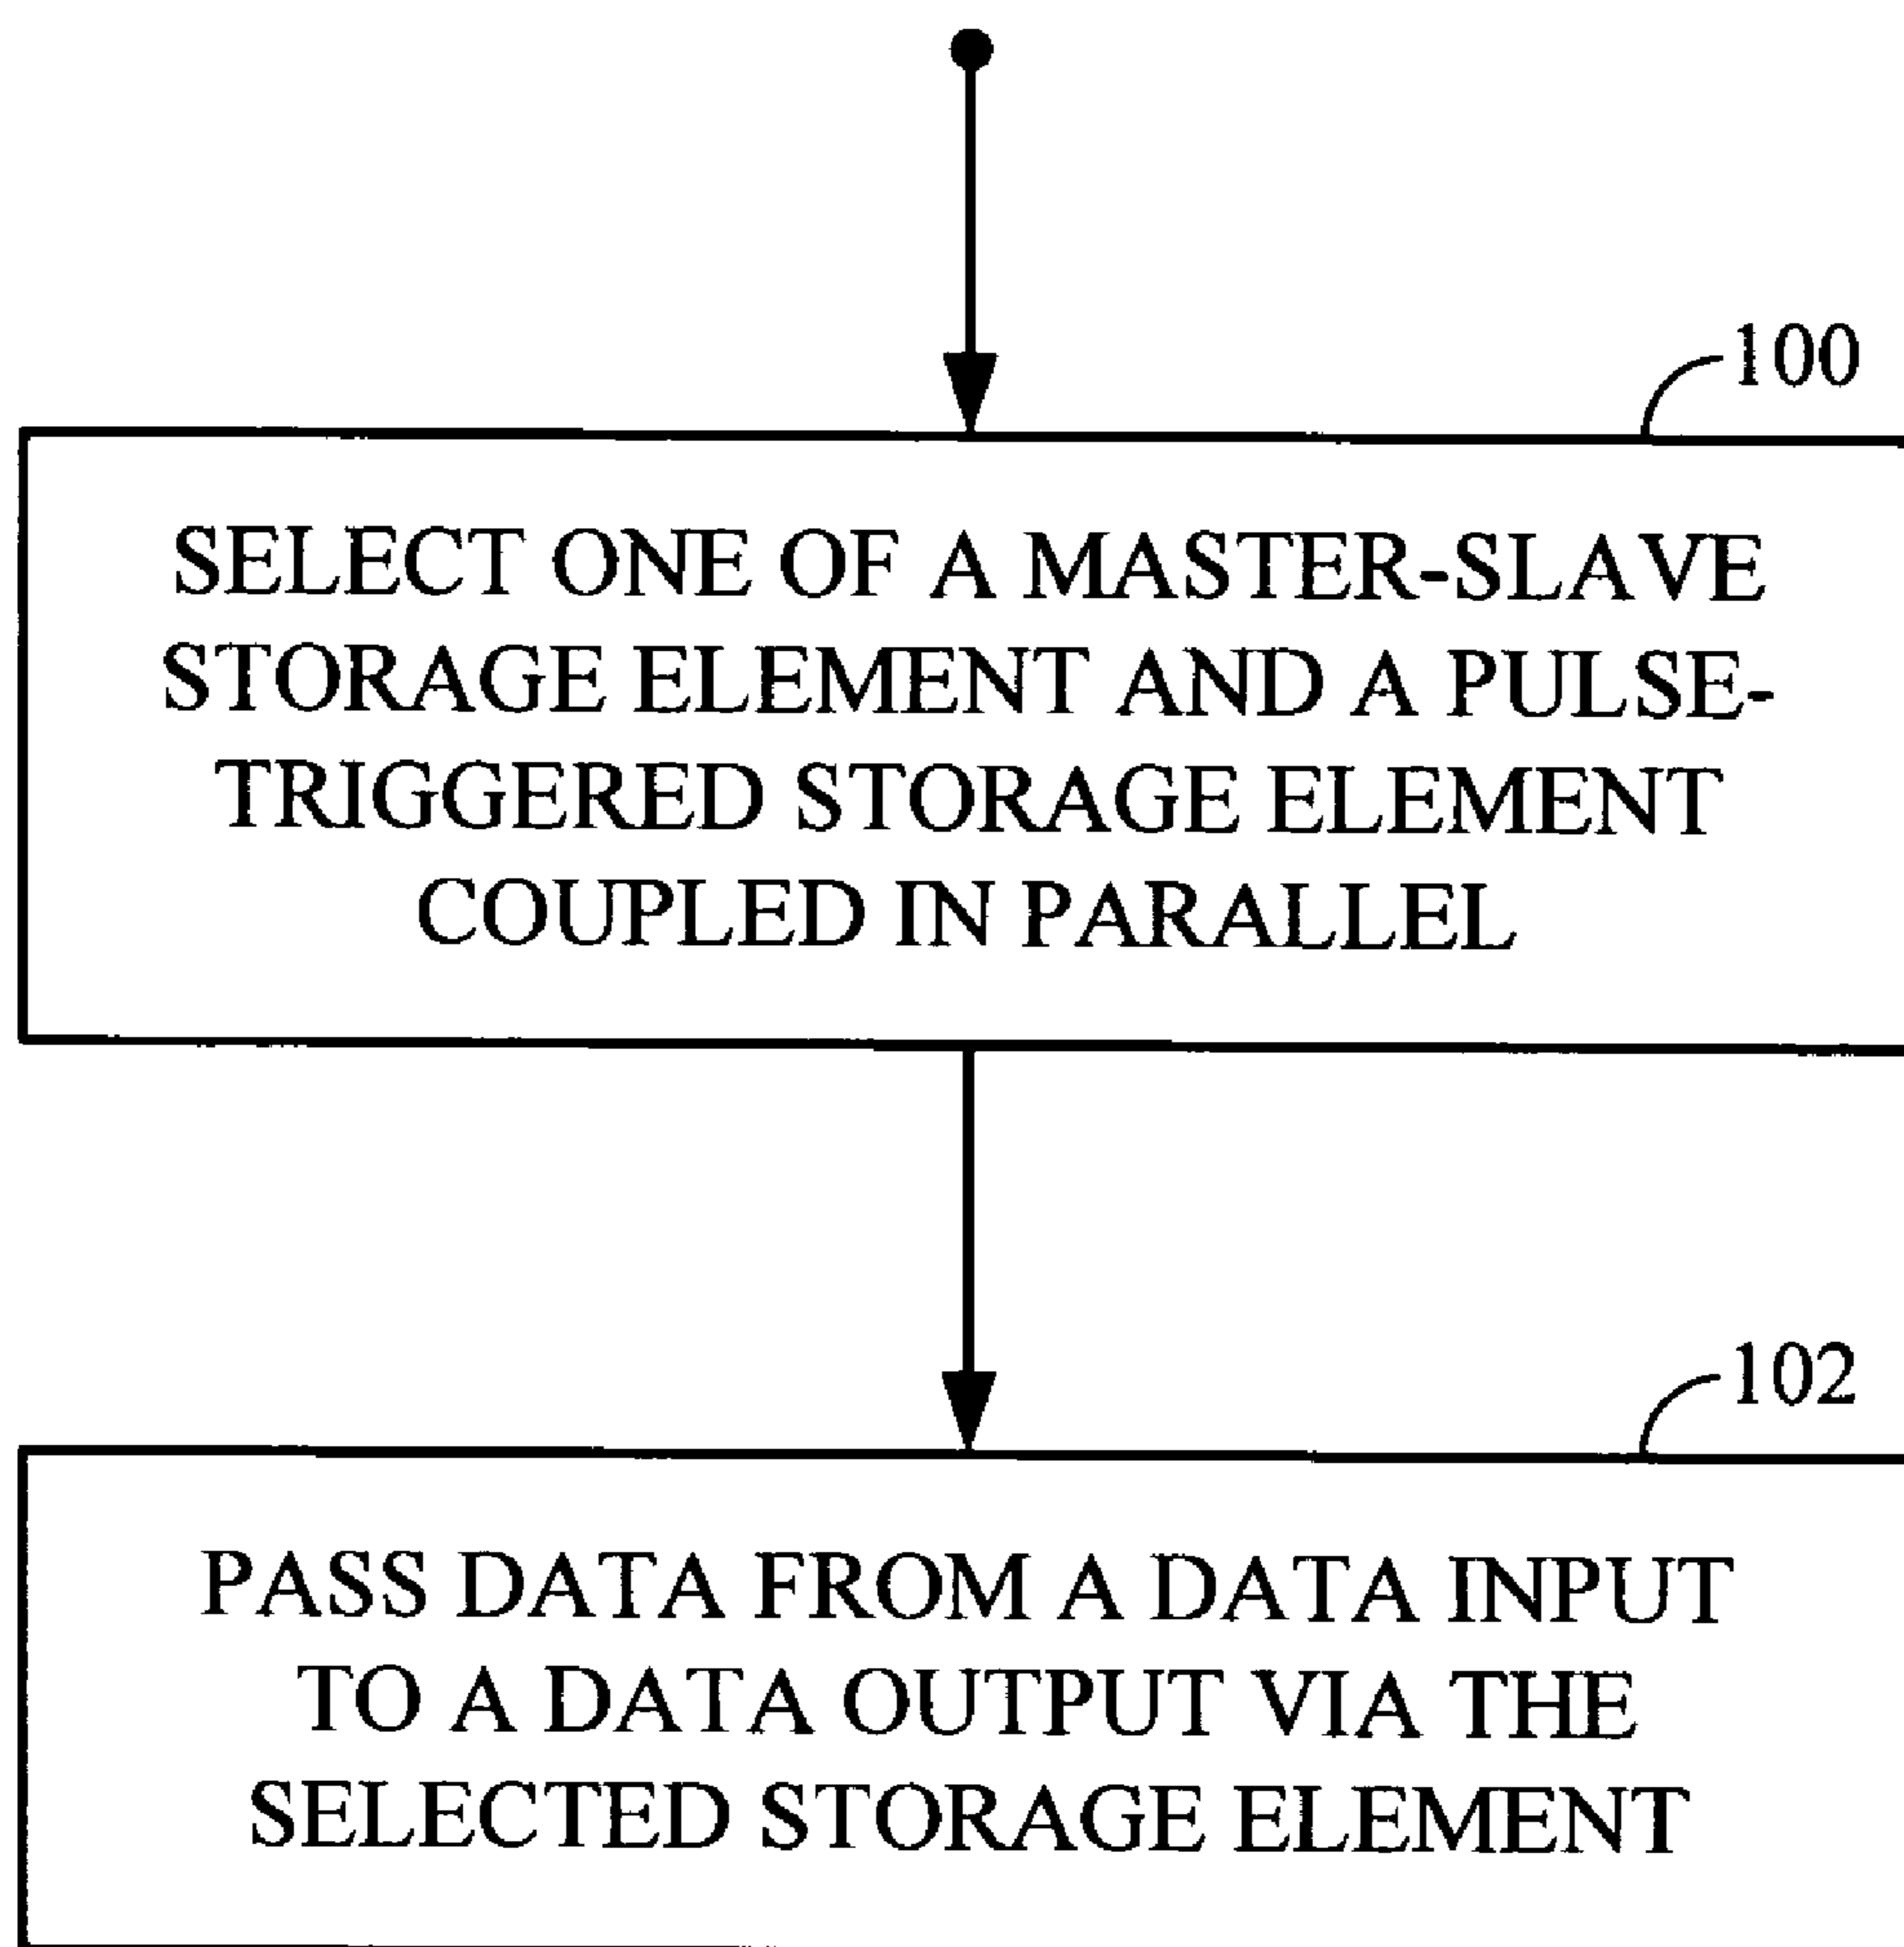 100
SELECT ONE OF A MASTER-SLAVE
STORAGE ELEMENT AND A PULSE-
TRIGGERED STORAGE ELEMENT
COUPLED IN PARALLEL
102
PASS DATA FROM A DATA INPUT
TO A DATA OUTPUT VIA THE
SELECTED STORAGE ELEMENT